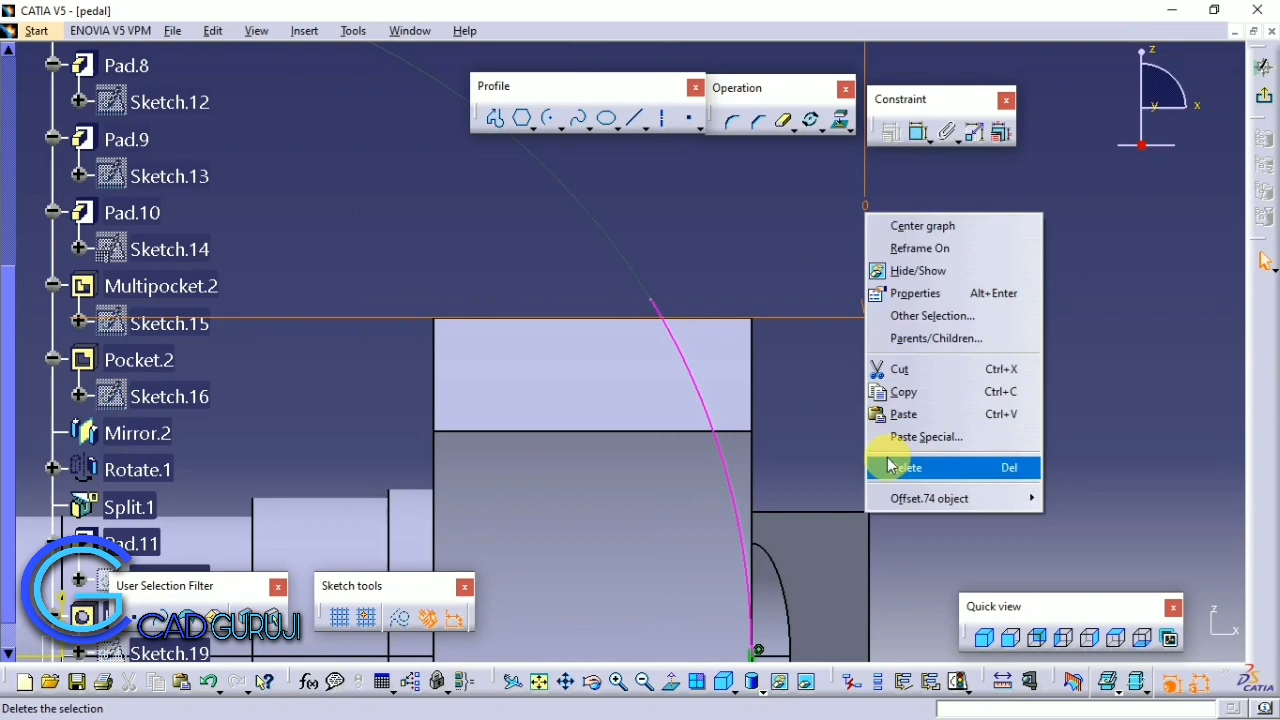 CATIA V5 - [pedal]
Start ENOVIA V5 VPM File Edit View Insert Tools Window Help
Pad.8
Sketch.12
Pad.9
Sketch.13
Pad.10
Sketch.14
Multipocket.2
Sketch.15
Pocket.2
Sketch.16
Mirror.2
Rotate.1
Split.1
Pad.11
Sketch.19
Profile
Operation
Constraint
z
x
y
0
Center graph
Reframe On
Hide/Show
Properties Alt+Enter
Other Selection...
Parents/Children...
Cut Ctrl+X
Copy Ctrl+C
Paste Ctrl+V
Paste Special...
Delete Del
Offset.74 object
User Selection Filter
Sketch tools
Quick view
CADGURUJI
z
x
f(x)
CATIA
Deletes the selection